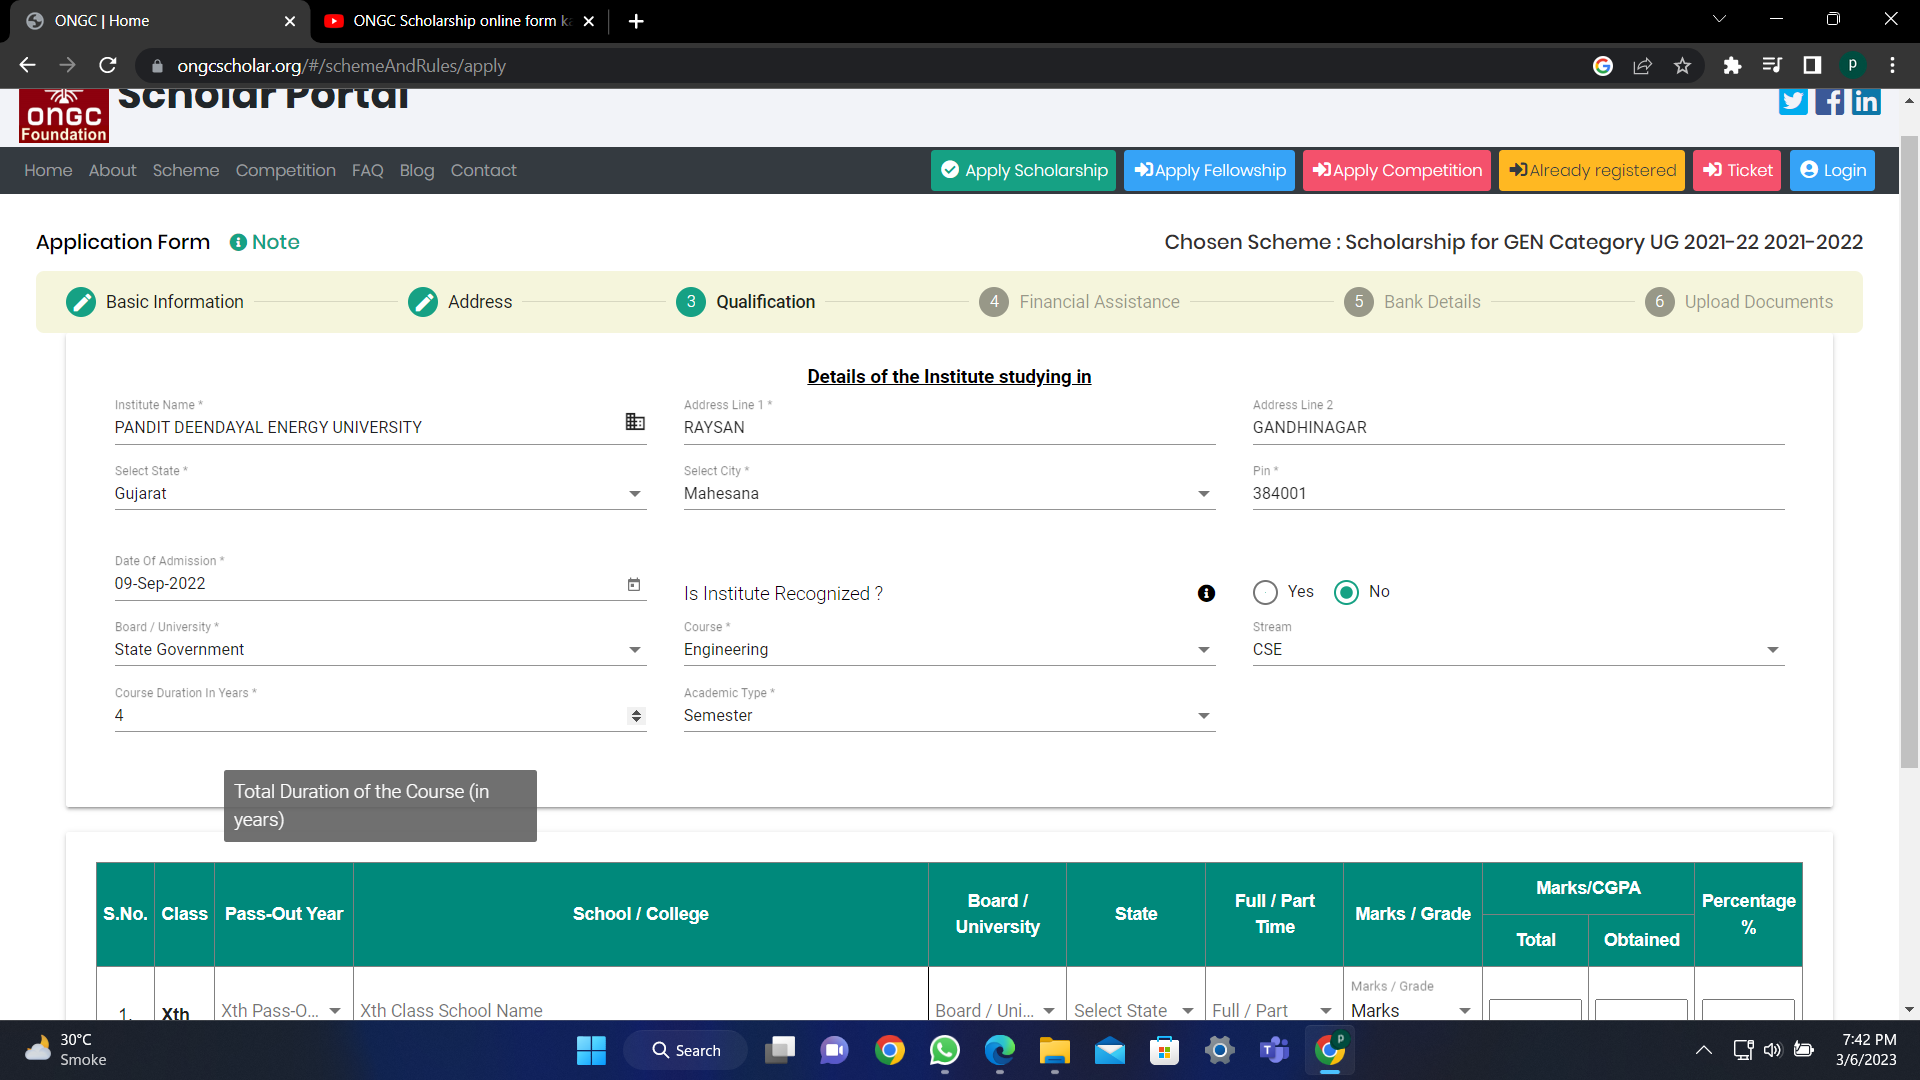 ONGC | Home
ONGC Scholarship online form ka
ongcscholar.org/#/schemeAndRules/apply
P
ONGC
Foundation
Scholar Portal
Home About Scheme Competition FAQ Blog Contact
Apply Scholarship
Apply Fellowship
Apply Competition
Already registered
Ticket
Login
Application Form
Note
Chosen Scheme : Scholarship for GEN Category UG 2021-22 2021-2022
Basic Information
Address
3 Qualification
4 Financial Assistance
5 Bank Details
6 Upload Documents
Details of the Institute studying in
Institute Name *
PANDIT DEENDAYAL ENERGY UNIVERSITY
Address Line 1 *
RAYSAN
Address Line 2
GANDHINAGAR
Select State *
Gujarat
Select City *
Mahesana
Pin *
384001
Date Of Admission *
09-Sep-2022
Is Institute Recognized ?
Yes
No
Board / University *
State Government
Course *
Engineering
Stream
CSE
Course Duration In Years *
4
Academic Type *
Semester
Total Duration of the Course (in
years)
S.No.
Class
Pass-Out Year
School / College
Board /
University
State
Full / Part
Time
Marks / Grade
Marks/CGPA
Total
Obtained
Percentage
%
1.
Xth
Xth Pass-O...
Xth Class School Name
Board / Uni...
Select State
Full / Part
Marks / Grade
Marks
30°C
Smoke
Search
P
7:42 PM
3/6/2023